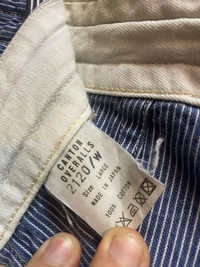 CANTON
OVERALLS
2120/W
Size LARGE
MADE IN JAPAN
100% COTTON